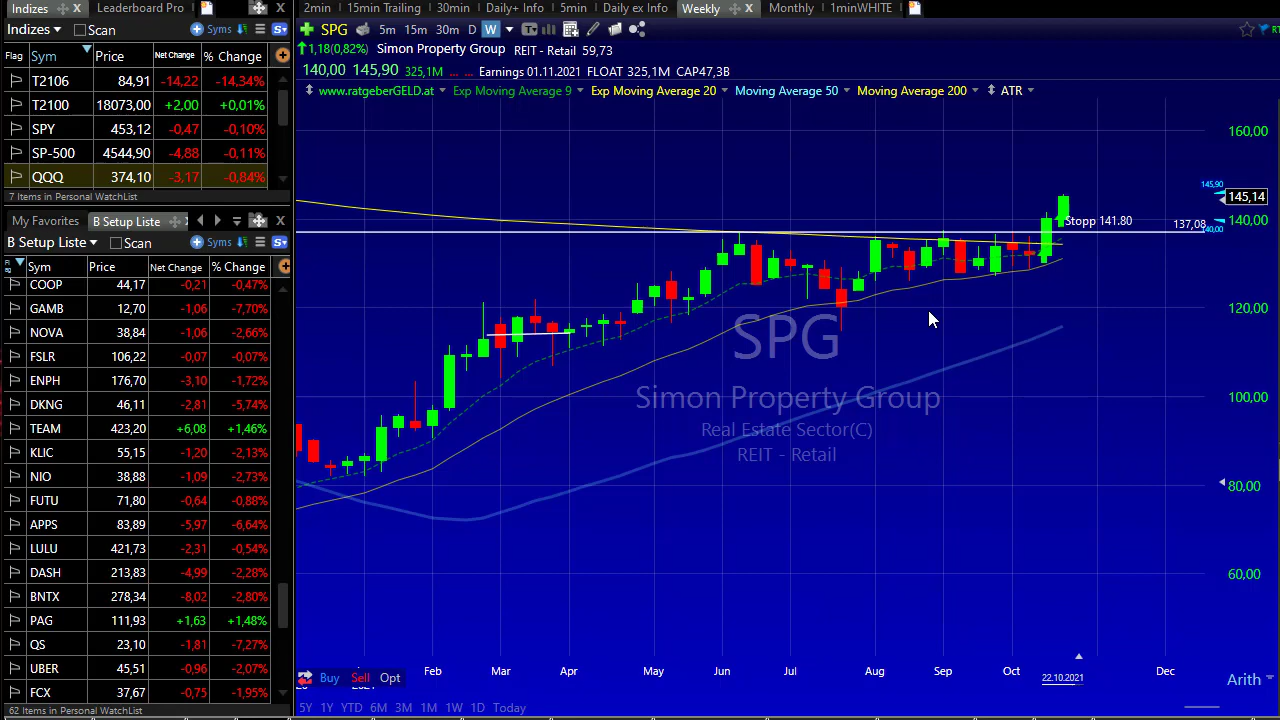 Indizes
Leaderboard Pro
Indizes Scan Syms
Flag Sym Price Net Change % Change
T2106 84,91 -14,22 -14,34%
T2100 18073,00 +2,00 +0,01%
SPY 453,12 -0,47 -0,10%
SP-500 4544,90 -4,88 -0,11%
QQQ 374,10 -3,17 -0,84%
7 Items in Personal WatchList
My Favorites B Setup Liste
B Setup Liste Scan Syms
Sym Price Net Change % Change
COOP 44,17 -0,21 -0,47%
GAMB 12,70 -1,06 -7,70%
NOVA 38,84 -1,06 -2,66%
FSLR 106,22 -0,07 -0,07%
ENPH 176,70 -3,10 -1,72%
DKNG 46,11 -2,81 -5,74%
TEAM 423,20 +6,08 +1,46%
KLIC 55,15 -1,20 -2,13%
NIO 38,88 -1,09 -2,73%
FUTU 71,80 -0,64 -0,88%
APPS 83,89 -5,97 -6,64%
LULU 421,73 -2,31 -0,54%
DASH 213,83 -4,99 -2,28%
BNTX 278,34 -8,02 -2,80%
PAG 111,93 +1,63 +1,48%
QS 23,10 -1,81 -7,27%
UBER 45,51 -0,96 -2,07%
FCX 37,67 -0,75 -1,95%
62 Items in Personal WatchList
2min 15min Trailing 30min Daily+ Info 5min Daily ex Info Weekly Monthly 1minWHITE
SPG 5m 15m 30m D W T
1,18(0,82%) Simon Property Group REIT - Retail 59,73
140,00 145,90 325,1M ... ... Earnings 01.11.2021 FLOAT 325,1M CAP47,3B
www.ratgeberGELD.at Exp Moving Average 9 Exp Moving Average 20 Moving Average 50 Moving Average 200 ATR
160,00
145,90
145,14
Stopp 141.80
140,00
137,08
140,00
120,00
SPG
Simon Property Group
Real Estate Sector(C)
REIT - Retail
100,00
80,00
60,00
Feb Mar Apr May Jun Jul Aug Sep Oct Dec
22.10.2021
Buy Sell Opt
Arith
5Y 1Y YTD 6M 3M 1M 1W 1D Today